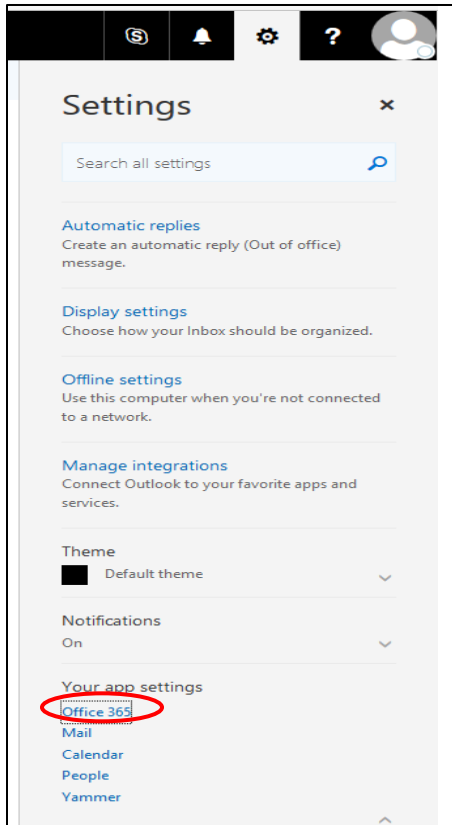 Settings
Search all settings
Automatic replies
Create an automatic reply (Out of office)
message.
Display settings
Choose how your Inbox should be organized.
Offline settings
Use this computer when you're not connected
to a network.
Manage integrations
Connect Outlook to your favorite apps and
services.
Theme
Default theme
Notifications
On
Your app settings
Office 365
Mail
Calendar
People
Yammer